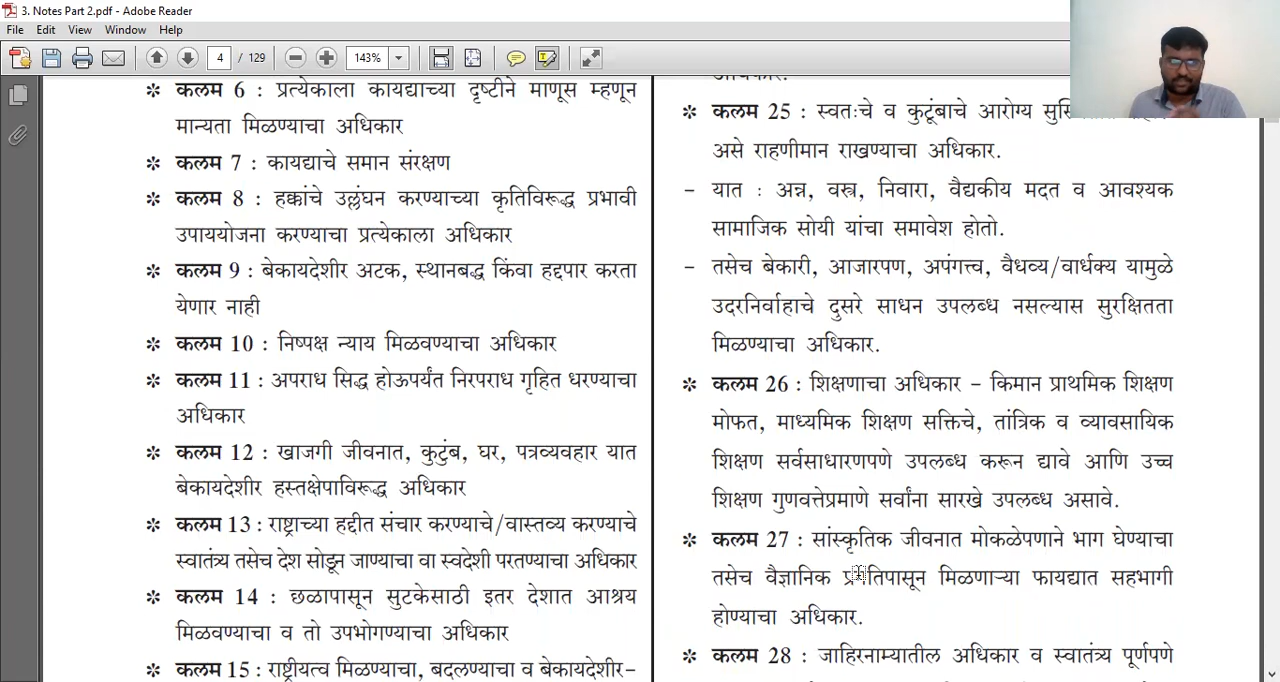 3. Notes Part 2.pdf - Adobe Reader
File Edit View Window Help
4 / 129 143%
❇ कलम 6 : प्रत्येकाला कायद्याच्या दृष्टीने माणूस म्हणून
मान्यता मिळण्याचा अधिकार
❇ कलम 7 : कायद्याचे समान संरक्षण
❇ कलम 8 : हक्कांचे उल्लंघन करण्याच्या कृतिविरूद्ध प्रभावी
उपाययोजना करण्याचा प्रत्येकाला अधिकार
❇ कलम 9 : बेकायदेशीर अटक, स्थानबद्ध किंवा हद्दपार करता
येणार नाही
❇ कलम 10 : निष्पक्ष न्याय मिळवण्याचा अधिकार
❇ कलम 11 : अपराध सिद्ध होऊपर्यंत निरपराध गृहित धरण्याचा
अधिकार
❇ कलम 12 : खाजगी जीवनात, कुटुंब, घर, पत्रव्यवहार यात
बेकायदेशीर हस्तक्षेपाविरूद्ध अधिकार
❇ कलम 13 : राष्ट्राच्या हद्दीत संचार करण्याचे/वास्तव्य करण्याचे
स्वातंत्र्य तसेच देश सोडून जाण्याचा वा स्वदेशी परतण्याचा अधिकार
❇ कलम 14 : छळापासून सुटकेसाठी इतर देशात आश्रय
मिळवण्याचा व तो उपभोगण्याचा अधिकार
❇ कलम 15 : राष्ट्रीयत्व मिळण्याचा, बदलण्याचा व बेकायदेशीर-
अधिकार.
❇ कलम 25 : स्वतःचे व कुटूंबाचे आरोग्य
असे राहणीमान राखण्याचा अधिकार.
- यात : अन्न, वस्त्र, निवारा, वैद्यकीय मदत व आवश्यक
सामाजिक सोयी यांचा समावेश होतो.
- तसेच बेकारी, आजारपण, अपंगत्त्व, वैधव्य/वार्धक्य यामुळे
उदरनिर्वाहाचे दुसरे साधन उपलब्ध नसल्यास सुरक्षितता
मिळण्याचा अधिकार.
❇ कलम 26 : शिक्षणाचा अधिकार - किमान प्राथमिक शिक्षण
मोफत, माध्यमिक शिक्षण सक्तिचे, तांत्रिक व व्यावसायिक
शिक्षण सर्वसाधारणपणे उपलब्ध करून द्यावे आणि उच्च
शिक्षण गुणवत्तेप्रमाणे सर्वांना सारखे उपलब्ध असावे.
❇ कलम 27 : सांस्कृतिक जीवनात मोकळेपणाने भाग घेण्याचा
तसेच वैज्ञानिक प्रगतिपासून मिळणाऱ्या फायद्यात सहभागी
होण्याचा अधिकार.
❇ कलम 28 : जाहिरनाम्यातील अधिकार व स्वातंत्र्य पूर्णपणे